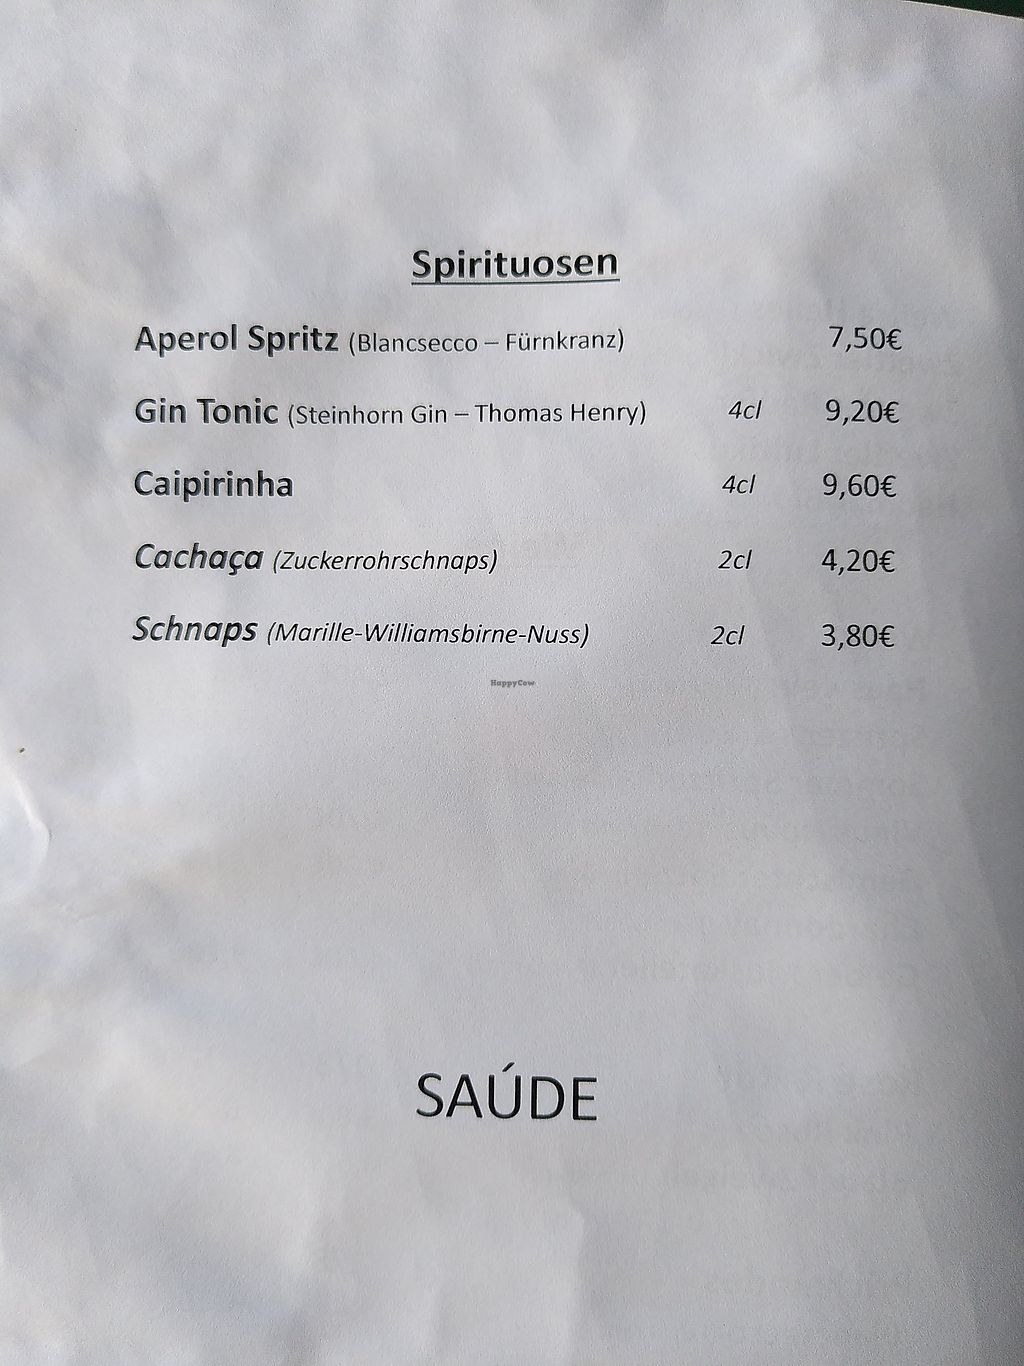 Spirituosen
Aperol Spritz (Blancsecco – Fürnkranz) 7,50€
Gin Tonic (Steinhorn Gin – Thomas Henry) 4cl 9,20€
Caipirinha 4cl 9,60€
Cachaça (Zuckerrohrschnaps) 2cl 4,20€
Schnaps (Marille-Williamsbirne-Nuss) 2cl 3,80€
HappyCow
SAÚDE